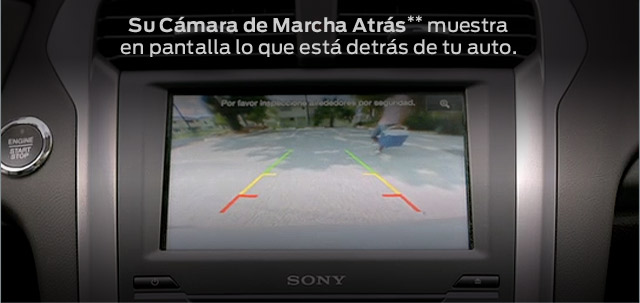 Su Cámara de Marcha Atrás** muestra
en pantalla lo que está detrás de tu auto.
Por favor inspeccione alrededores por seguridad.
ENGINE
START
STOP
SONY